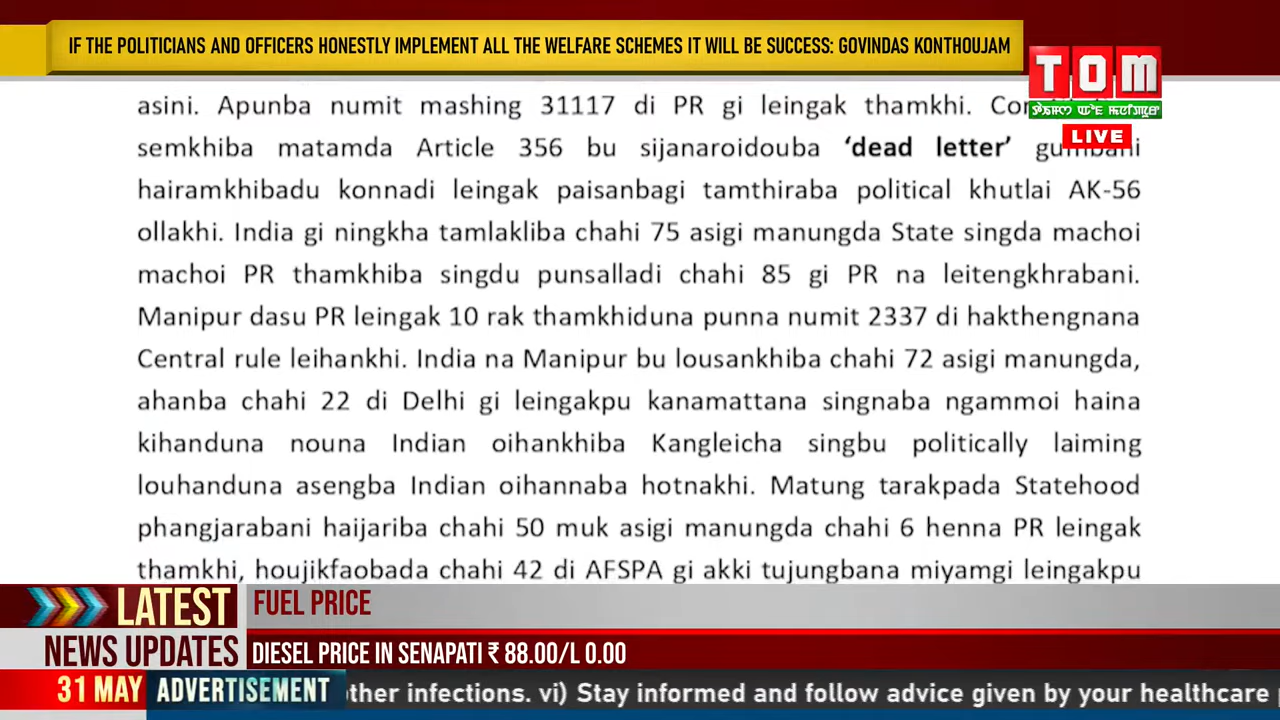 IF THE POLITICIANS AND OFFICERS HONESTLY IMPLEMENT ALL THE WELFARE SCHEMES IT WILL BE SUCCESS: GOVINDAS KONTHOUJAM
TOM
LIVE
asini. Apunba numit mashing 31117 di PR gi leingak thamkhi.
semkhiba matamda Article 356 bu sijanaroidouba ‘dead letter’ gumbani
hairamkhibadu konnadi leingak paisanbagi tamthiraba political khutlai AK-56
ollakhi. India gi ningkha tamlakliba chahi 75 asigi manungda State singda machoi
machoi PR thamkhiba singdu punsalladi chahi 85 gi PR na leitengkhrabani.
Manipur dasu PR leingak 10 rak thamkhiduna punna numit 2337 di hakthengnana
Central rule leihankhi. India na Manipur bu lousankhiba chahi 72 asigi manungda,
ahanba chahi 22 di Delhi gi leingakpu kanamattana singnaba ngammoi haina
kihanduna nouna Indian oihankhiba Kangleicha singbu politically laiming
louhanduna asengba Indian oihannaba hotnakhi. Matung tarakpada Statehood
phangjarabani haijariba chahi 50 muk asigi manungda chahi 6 henna PR leingak
thamkhi, houjikfaobada chahi 42 di AFSPA gi akki tujungbana miyamgi leingakpu
LATEST
NEWS UPDATES
FUEL PRICE
DIESEL PRICE IN SENAPATI ₹ 88.00/L 0.00
31 MAY
ADVERTISEMENT
other infections. vi) Stay informed and follow advice given by your healthcare